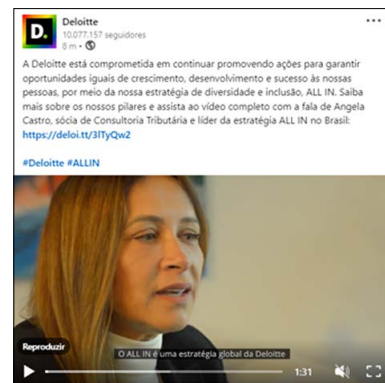 D.
Deloitte
10.077.157 seguidores
8 m •
A Deloitte está comprometida em continuar promovendo ações para garantir
oportunidades iguais de crescimento, desenvolvimento e sucesso às nossas
pessoas, por meio da nossa estratégia de diversidade e inclusão, ALL IN. Saiba
mais sobre os nossos pilares e assista ao vídeo completo com a fala de Angela
Castro, sócia de Consultoria Tributária e líder da estratégia ALL IN no Brasil:
https://deloi.tt/3lTyQw2
#Deloitte #ALLIN
Reproduzir
O ALL IN é uma estratégia global da Deloitte
1:31